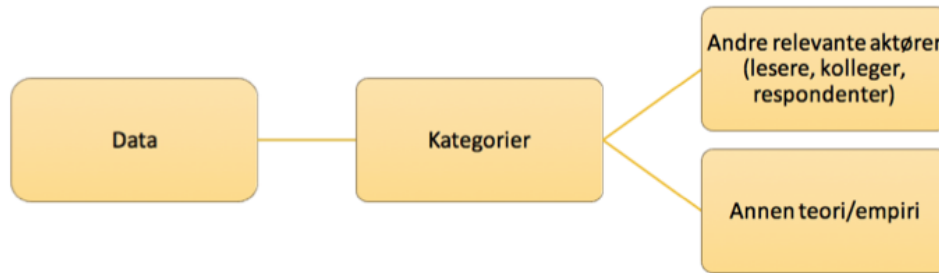 Data
Kategorier
Andre relevante aktører
(lesere, kolleger,
respondenter)
Annen teori/empiri